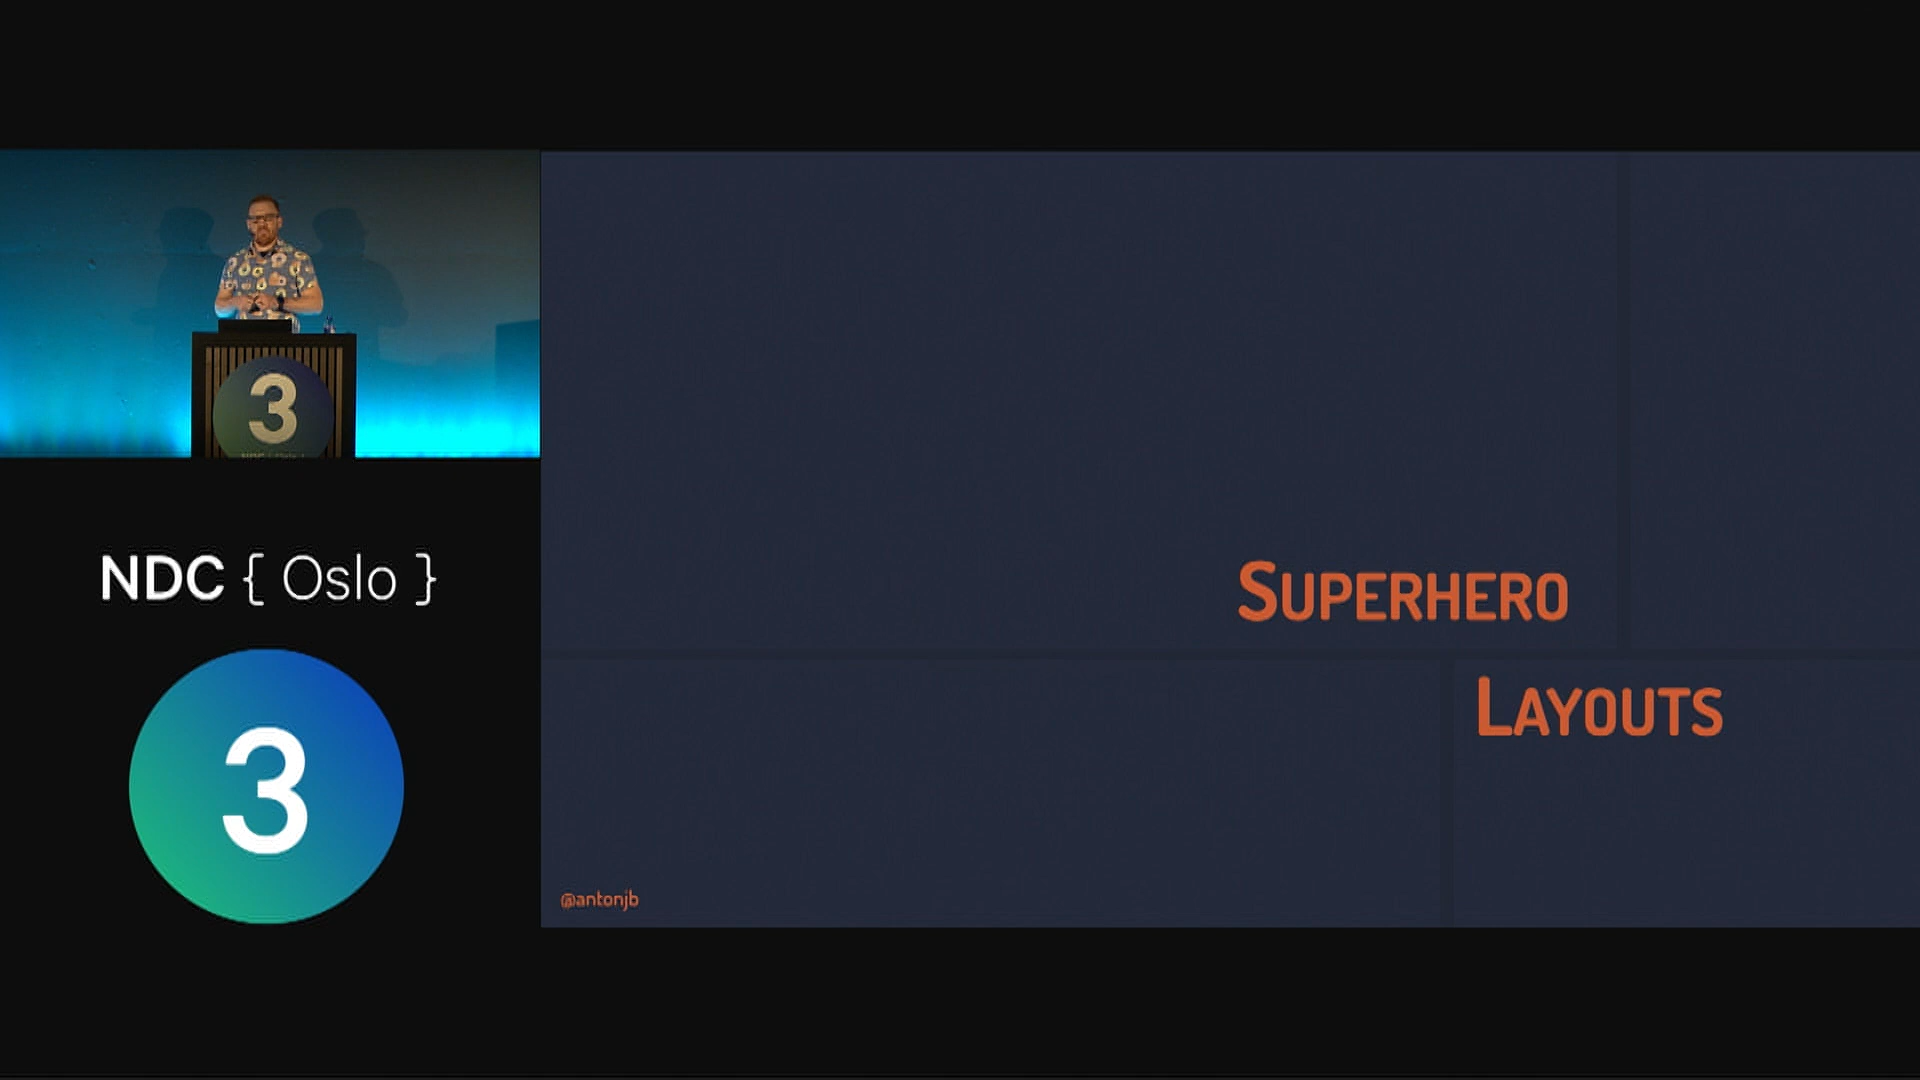 3
NDC { Oslo }
3
SUPERHERO
LAYOUTS
@antonjb